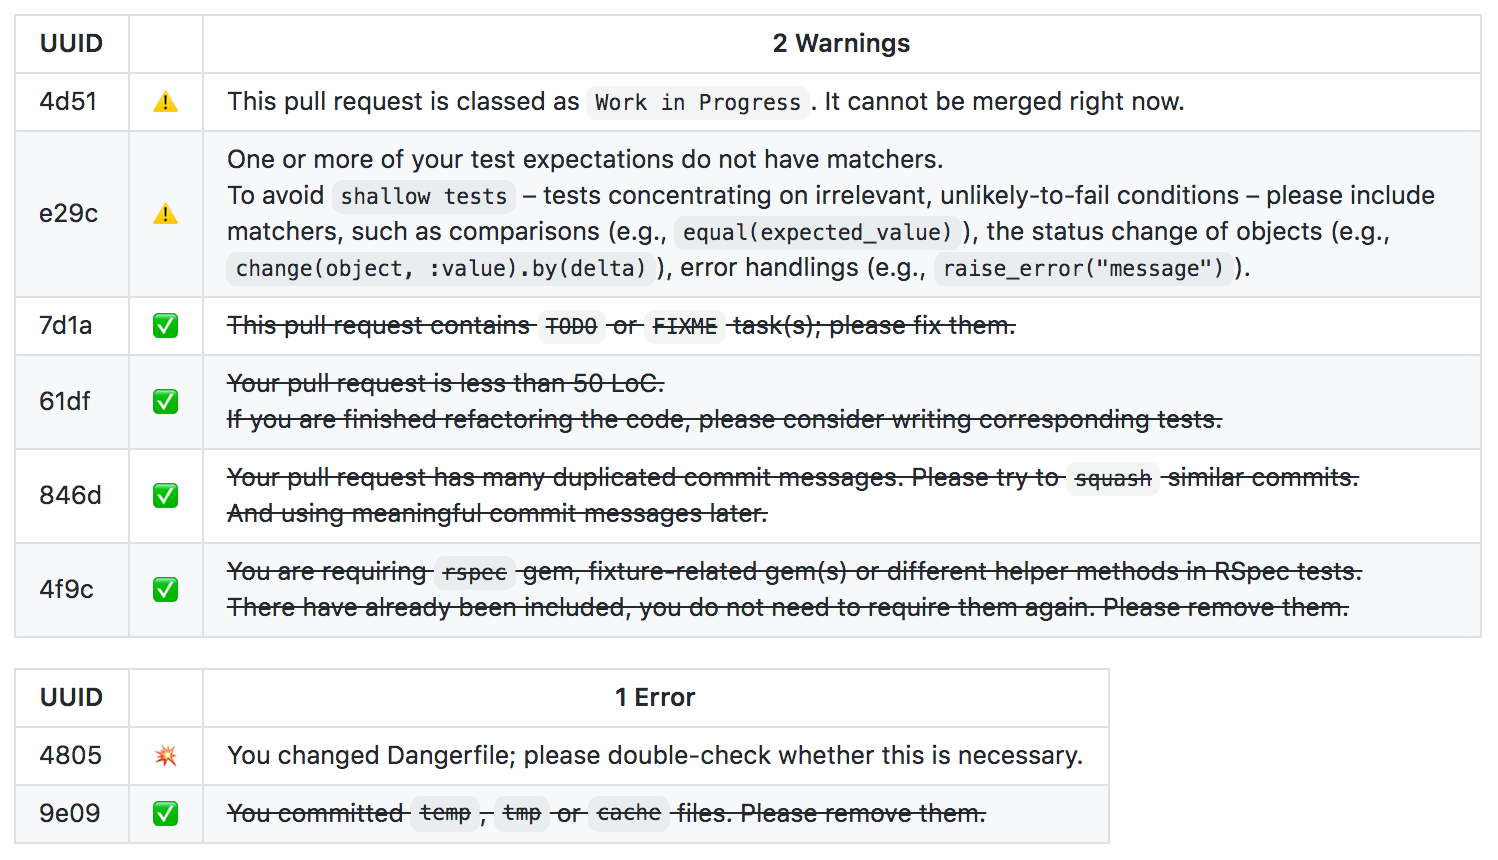 UUID 2 Warnings
4d51 This pull request is classed as Work in Progress . It cannot be merged right now.
One or more of your test expectations do not have matchers.
To avoid shallow tests – tests concentrating on irrelevant, unlikely-to-fail conditions – please include
e29c
matchers, such as comparisons (e.g., equal(expected_value) ), the status change of objects (e.g.,
change(object, :value).by(delta) ), error handlings (e.g., raise_error("message") ).
7d1a This pull request contains TODO or FIXME task(s); please fix them.
61df
Your pull request is less than 50 LoC.
If you are finished refactoring the code, please consider writing corresponding tests.
846d
Your pull request has many duplicated commit messages. Please try to squash similar commits.
And using meaningful commit messages later.
4f9c
You are requiring rspec gem, fixture-related gem(s) or different helper methods in RSpec tests.
There have already been included, you do not need to require them again. Please remove them.
UUID 1 Error
4805 You changed Dangerfile; please double-check whether this is necessary.
9e09 You committed temp , tmp or cache files. Please remove them.